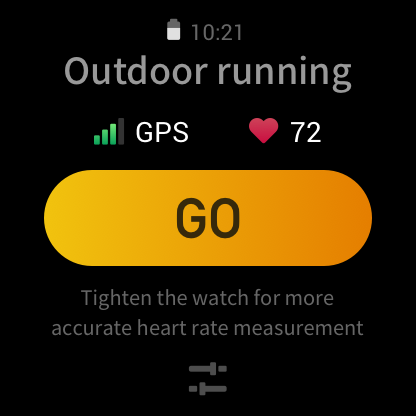 10:21
Outdoor running
GPS 72
GO
Tighten the watch for more
accurate heart rate measurement